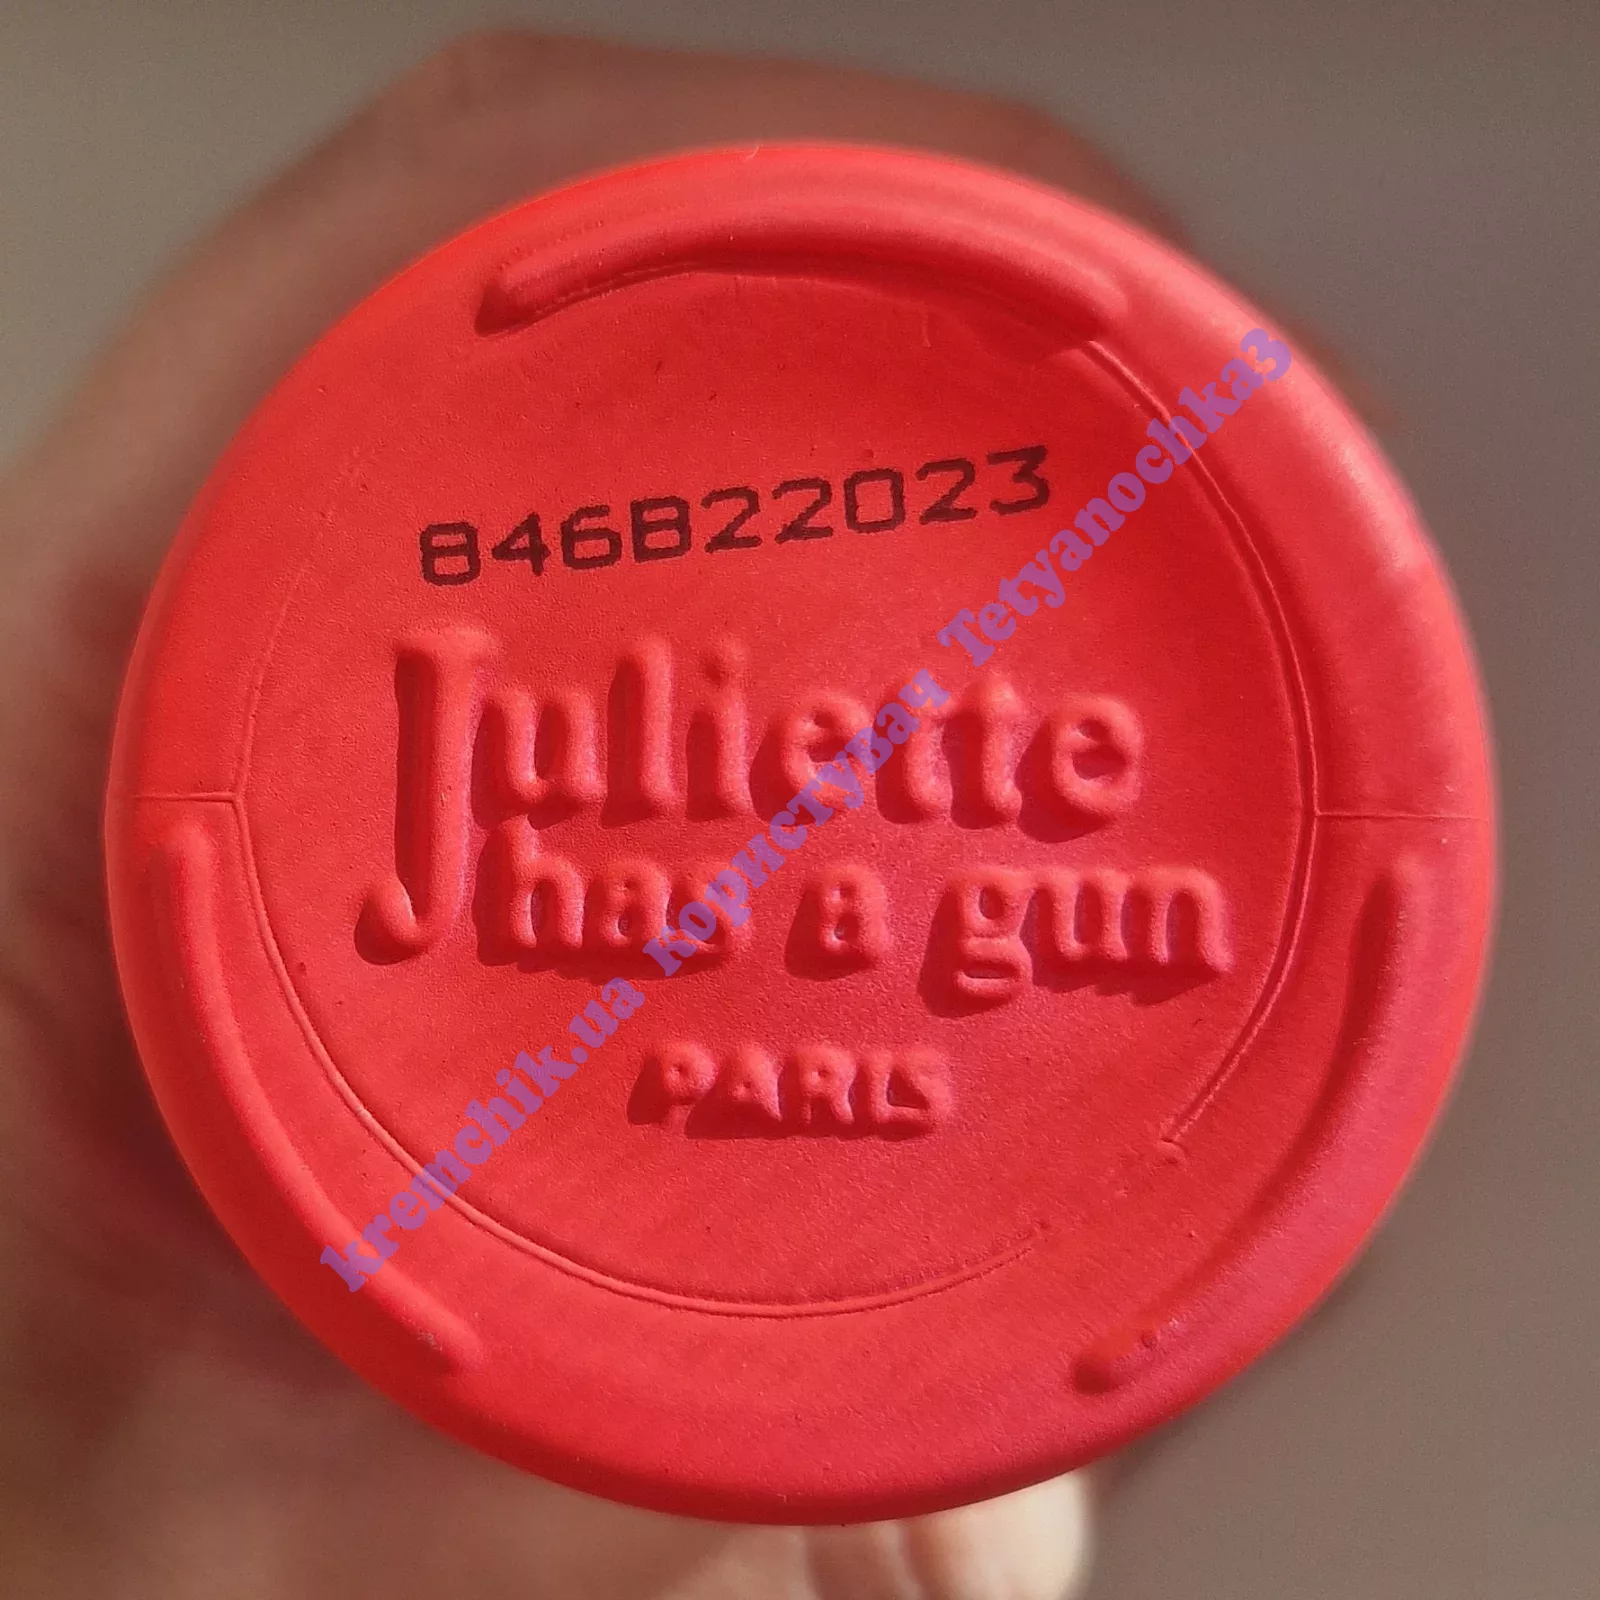 846B22023
Juliette
has a gun
PARIS
kremchik.ua користувач Tetyanochka3